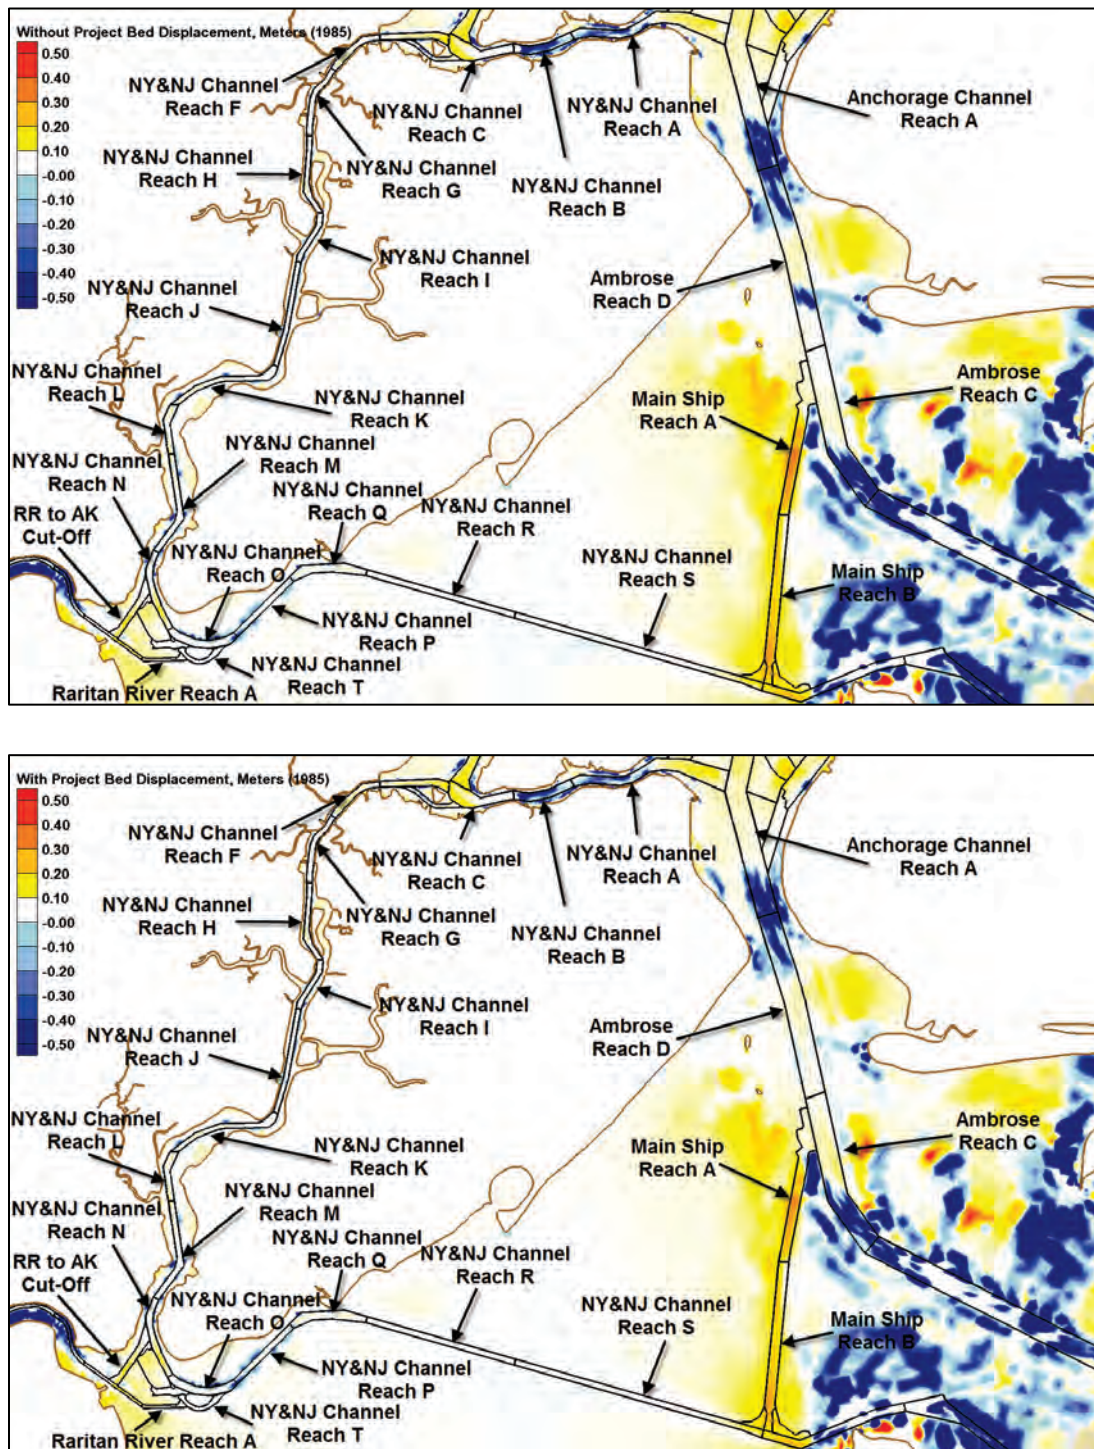 Without Project Bed Displacement, Meters (1985)
0.50
0.40
0.30
0.20
0.10
-0.00
-0.10
-0.20
-0.30
-0.40
-0.50
NY&NJ Channel
Reach F
NY&NJ Channel
Reach C
NY&NJ Channel
Reach A
Anchorage Channel
Reach A
NY&NJ Channel
Reach H
NY&NJ Channel
Reach G
NY&NJ Channel
Reach B
NY&NJ Channel
Reach I
Ambrose
Reach D
NY&NJ Channel
Reach J
NY&NJ Channel
Reach L
NY&NJ Channel
Reach K
Main Ship
Reach A
Ambrose
Reach C
NY&NJ Channel
Reach M
NY&NJ Channel
Reach N
NY&NJ Channel
Reach Q
NY&NJ Channel
Reach R
RR to AK
Cut-Off
NY&NJ Channel
Reach O
NY&NJ Channel
Reach S
Main Ship
Reach B
NY&NJ Channel
Reach P
NY&NJ Channel
Reach T
Raritan River Reach A
With Project Bed Displacement, Meters (1985)
0.50
0.40
0.30
0.20
0.10
-0.00
-0.10
-0.20
-0.30
-0.40
-0.50
NY&NJ Channel
Reach F
NY&NJ Channel
Reach C
NY&NJ Channel
Reach A
Anchorage Channel
Reach A
NY&NJ Channel
Reach H
NY&NJ Channel
Reach G
NY&NJ Channel
Reach B
NY&NJ Channel
Reach I
Ambrose
Reach D
NY&NJ Channel
Reach J
NY&NJ Channel
Reach L
NY&NJ Channel
Reach K
Main Ship
Reach A
Ambrose
Reach C
NY&NJ Channel
Reach M
NY&NJ Channel
Reach N
NY&NJ Channel
Reach Q
NY&NJ Channel
Reach R
RR to AK
Cut-Off
NY&NJ Channel
Reach O
NY&NJ Channel
Reach S
Main Ship
Reach B
NY&NJ Channel
Reach P
NY&NJ Channel
Reach T
Raritan River Reach A